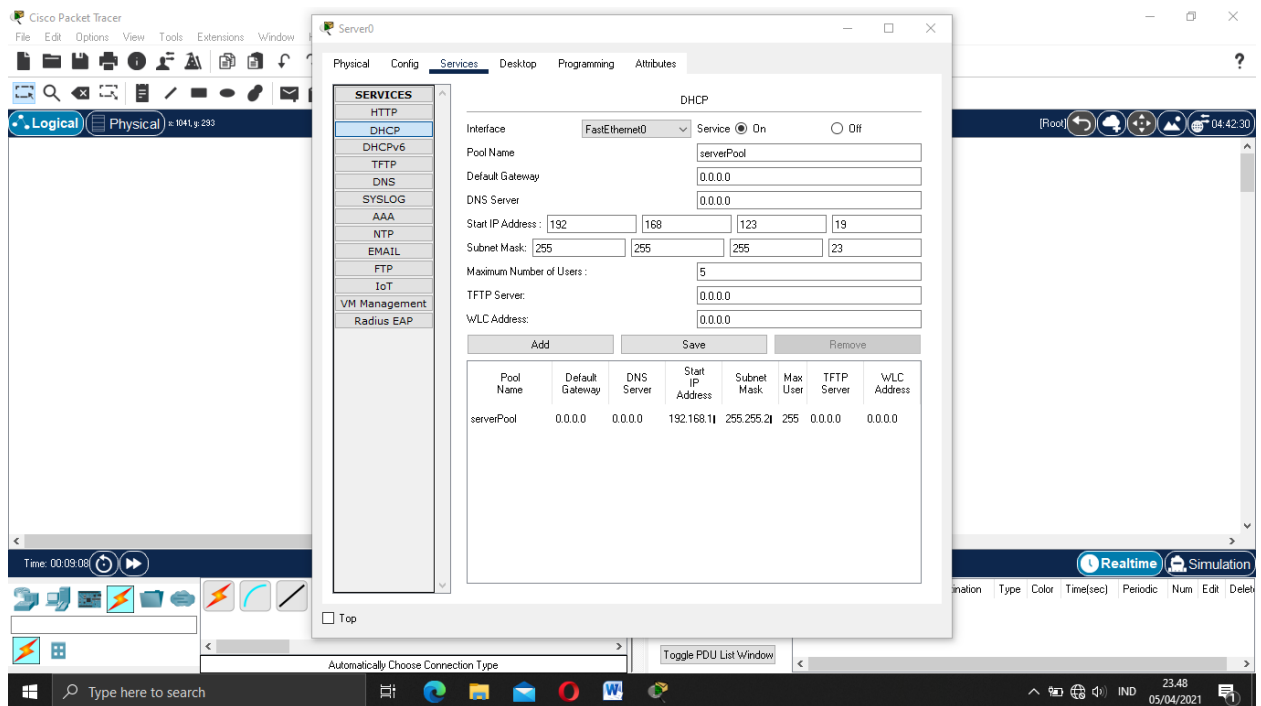 Cisco Packet Tracer
File Edit Options View Tools Extensions Window
Server0
Physical Config Services Desktop Programming Attributes
Logical Physical x: 1041, y: 293
[Root] 04:42:30
SERVICES
HTTP
DHCP
DHCPv6
TFTP
DNS
SYSLOG
AAA
NTP
EMAIL
FTP
IoT
VM Management
Radius EAP
DHCP
Interface FastEthernet0 Service On Off
Pool Name serverPool
Default Gateway 0.0.0.0
DNS Server 0.0.0.0
Start IP Address : 192 168 123 19
Subnet Mask: 255 255 255 23
Maximum Number of Users : 5
TFTP Server: 0.0.0.0
WLC Address: 0.0.0.0
Add Save Remove
Pool Name Default Gateway DNS Server Start IP Address Subnet Mask Max User TFTP Server WLC Address
serverPool 0.0.0.0 0.0.0.0 192.168.1 255.255.2 255 0.0.0.0 0.0.0.0
Top
Time: 00:09:08
Realtime Simulation
ination Type Color Time(sec) Periodic Num Edit Delet
Automatically Choose Connection Type
Toggle PDU List Window
Type here to search
IND
23.48
05/04/2021